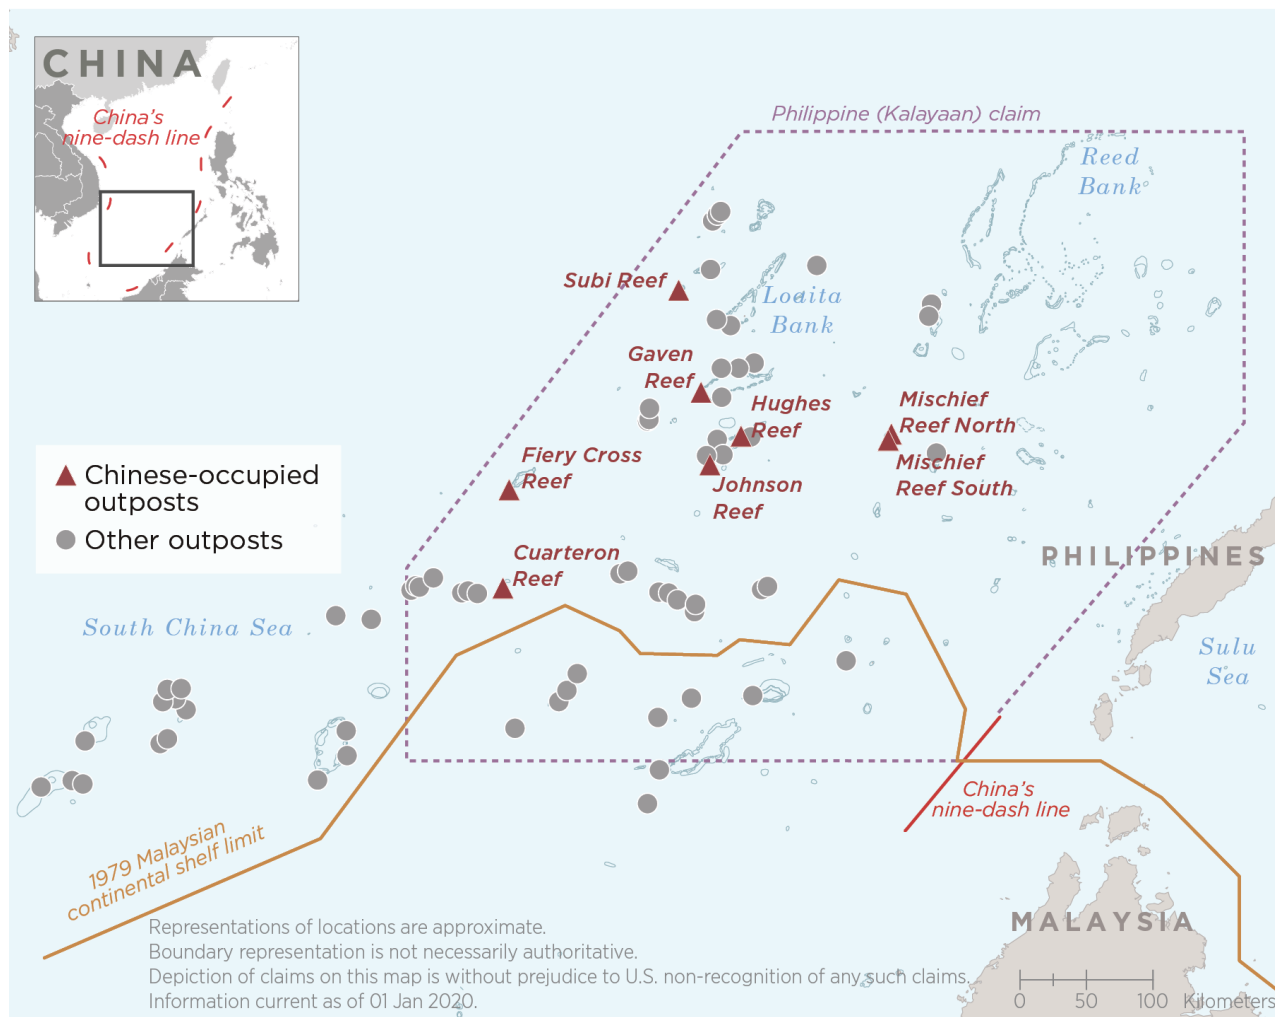 CHINA
China's
nine-dash line
Philippine (Kalayaan) claim
Reed
Bank
Subi Reef
Loaita
Bank
Gaven
Reef
Hughes
Reef
Mischief
Reef North
Mischief
Reef South
Fiery Cross
Reef
Johnson
Reef
Chinese-occupied
outposts
Other outposts
Cuarteron
Reef
PHILIPPINES
South China Sea
Sulu
Sea
China's
nine-dash line
1979 Malaysian
continental shelf limit
MALAYSIA
Representations of locations are approximate.
Boundary representation is not necessarily authoritative.
Depiction of claims on this map is without prejudice to U.S. non-recognition of any such claims.
Information current as of 01 Jan 2020.
0 50 100 Kilometers